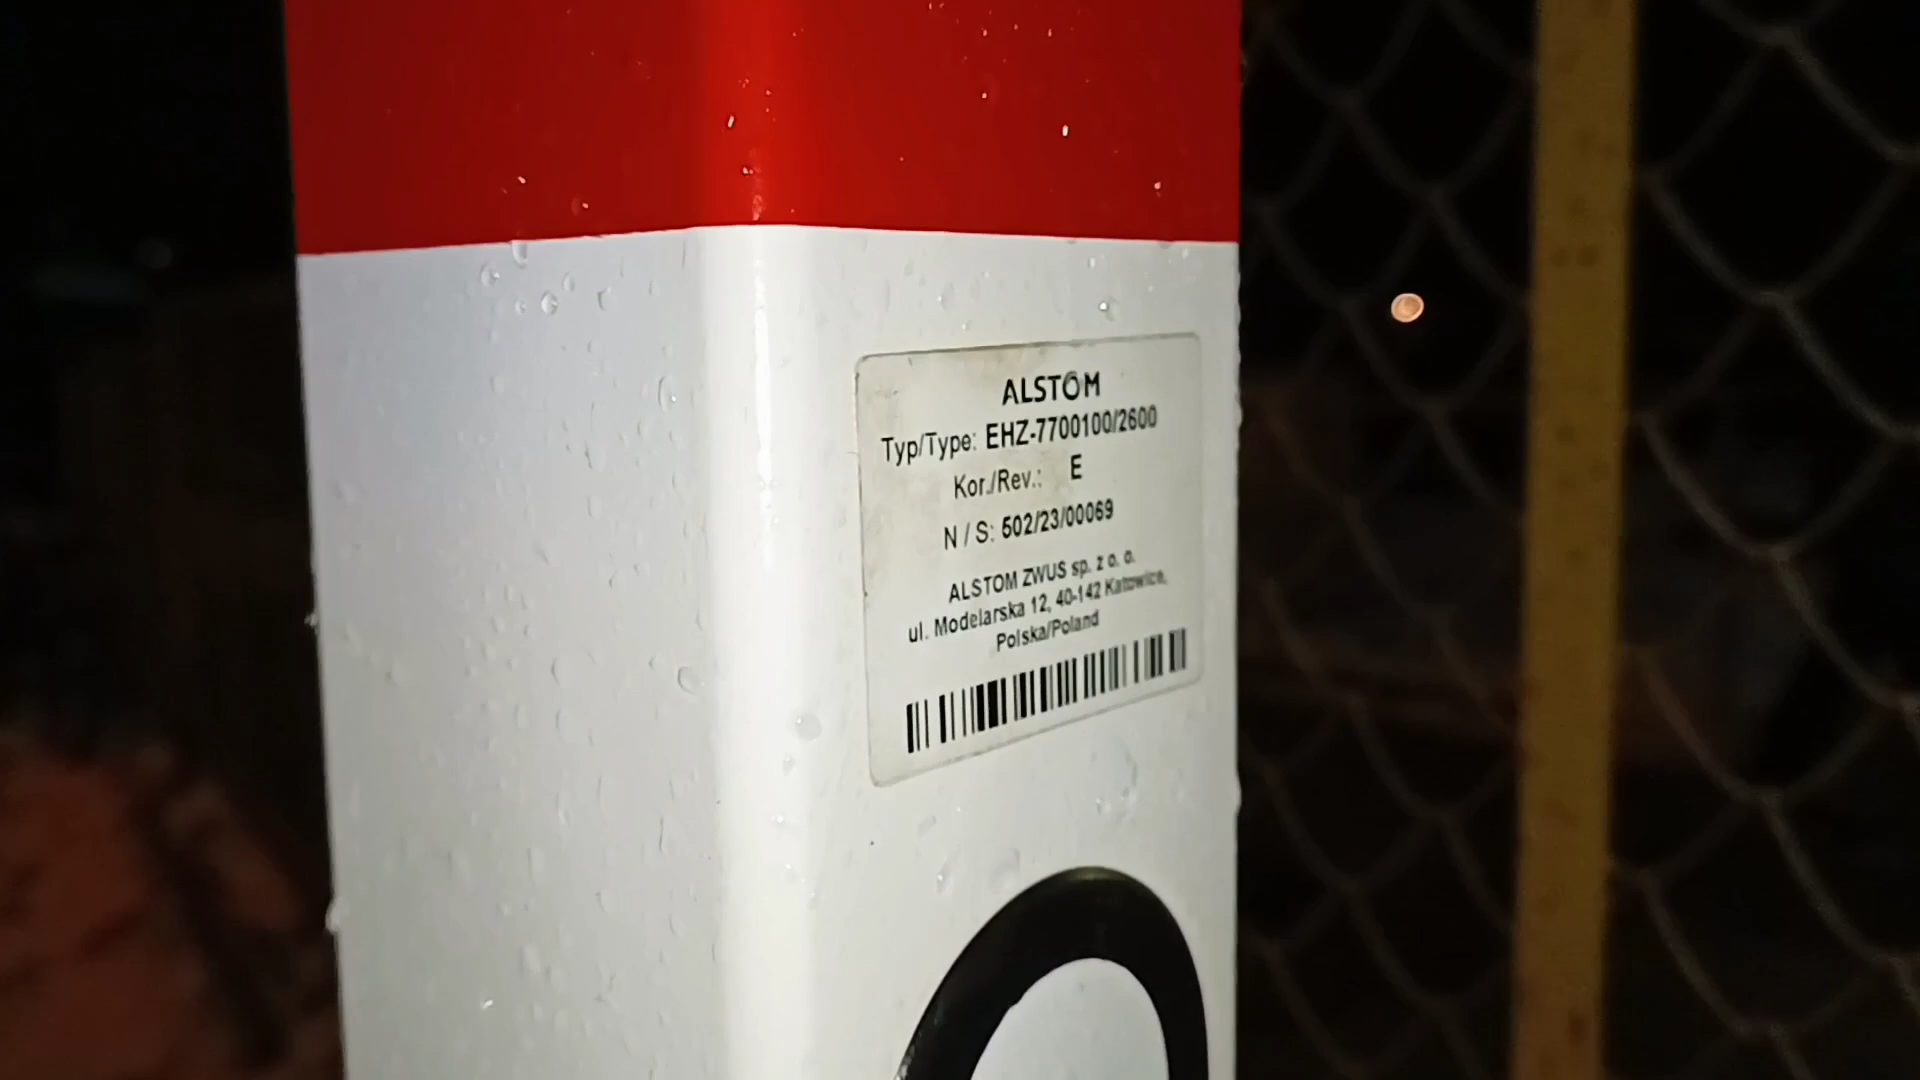 ALSTOM
Typ/Type: EHZ-7700100/2600
Kor./Rev.: E
N / S: 502/23/00069
ALSTOM ZWUS sp. z o. o.
ul. Modelarska 12, 40-142 Katowice,
Polska/Poland